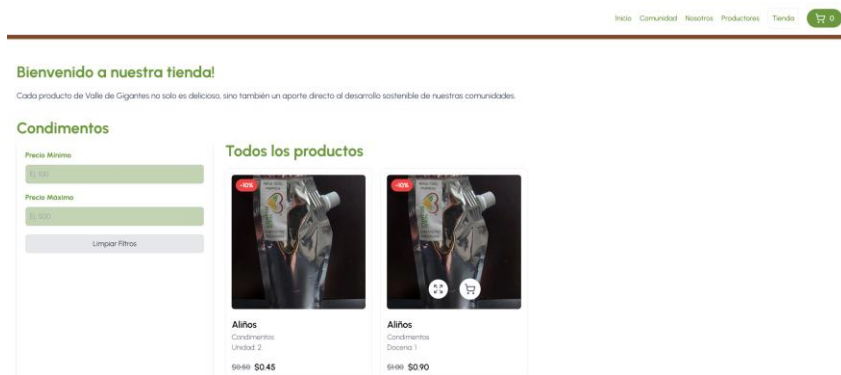 Inicio Comunidad Nosotros Productores Tienda 0
Bienvenido a nuestra tienda!
Cada producto de Valle de Gigantes no solo es delicioso, sino también un aporte directo al desarrollo sostenible de nuestras comunidades.
Condimentos
Precio Mínimo
Ej. 100
Precio Máximo
Ej. 500
Limpiar Filtros
Todos los productos
-10%
Aliños
Condimentos
Unidad: 2
$0.50 $0.45
-10%
Aliños
Condimentos
Docena: 1
$1.00 $0.90